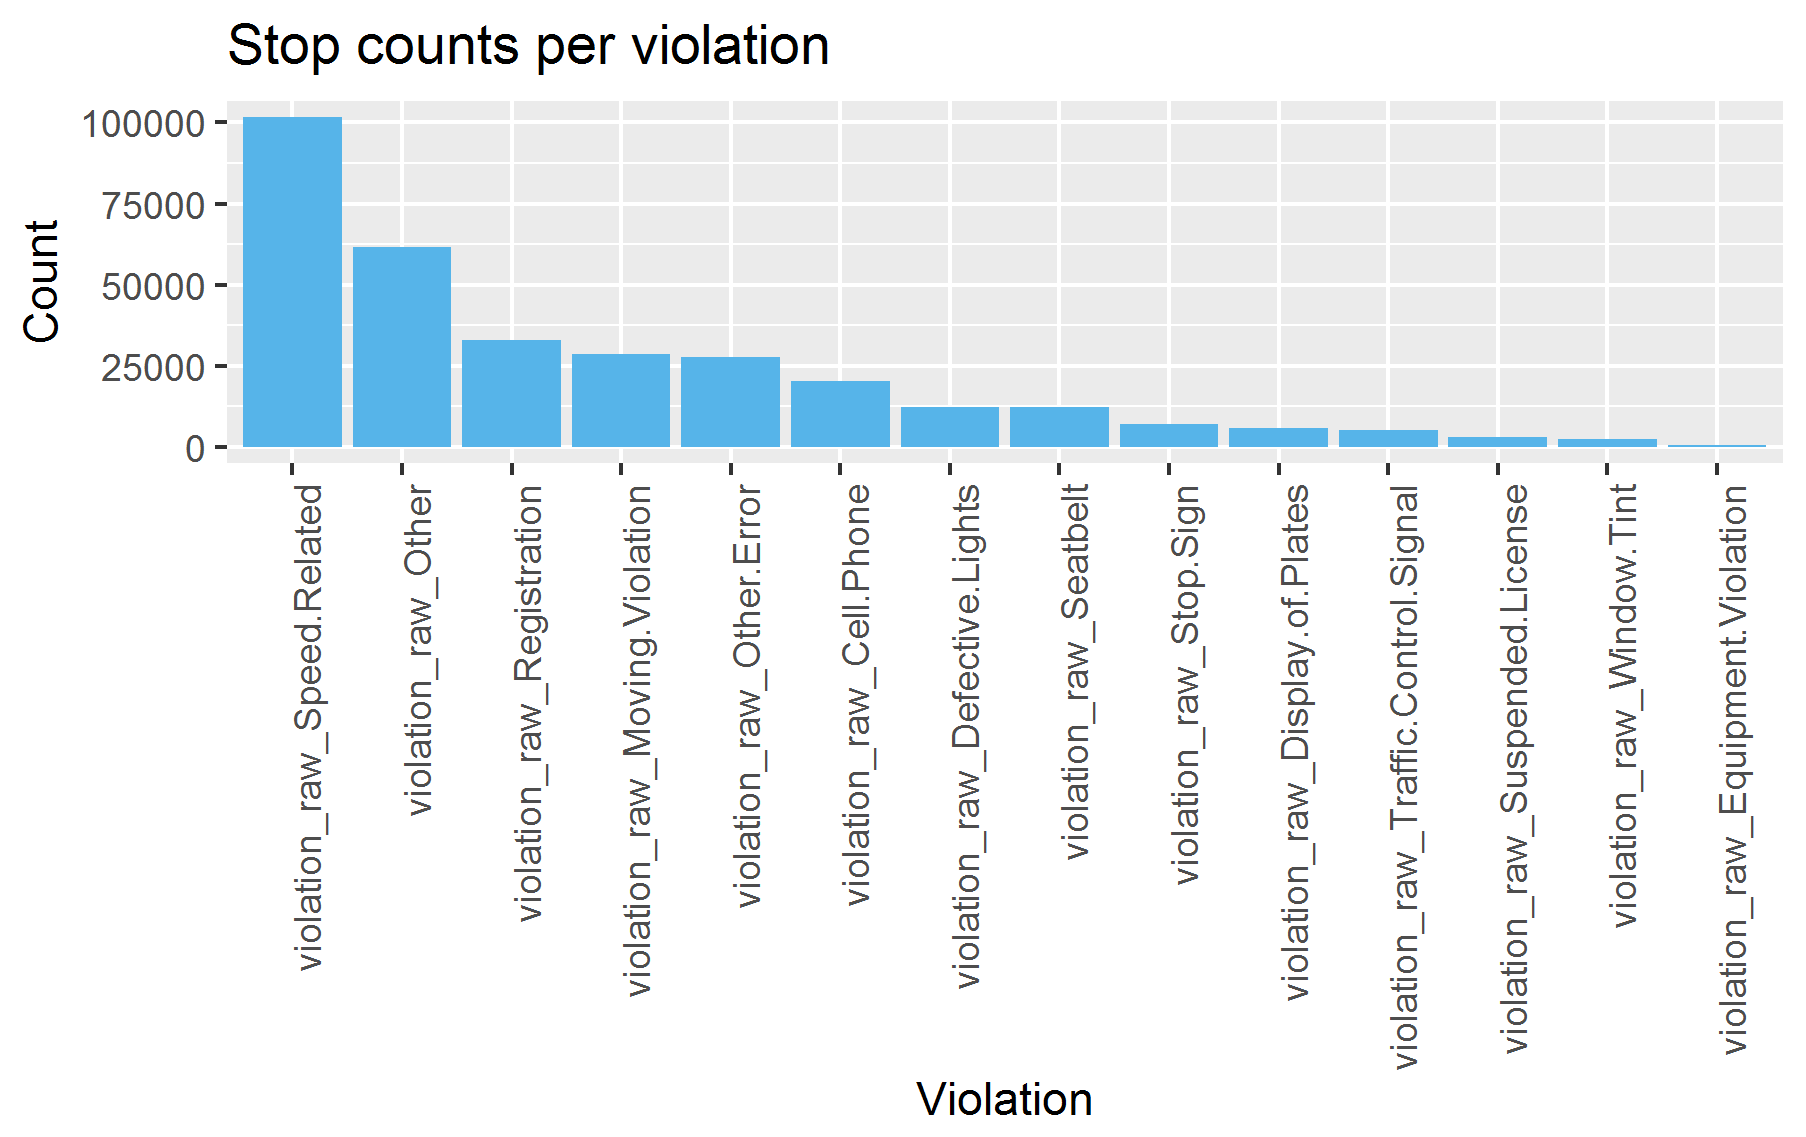 Stop counts per violation
Count
100000
75000
50000
25000
0
violation_raw_Speed.Related
violation_raw_Other
violation_raw_Registration
violation_raw_Moving.Violation
violation_raw_Other.Error
violation_raw_Cell.Phone
violation_raw_Defective.Lights
violation_raw_Seatbelt
violation_raw_Stop.Sign
violation_raw_Display.of.Plates
violation_raw_Traffic.Control.Signal
violation_raw_Suspended.License
violation_raw_Window.Tint
violation_raw_Equipment.Violation
Violation